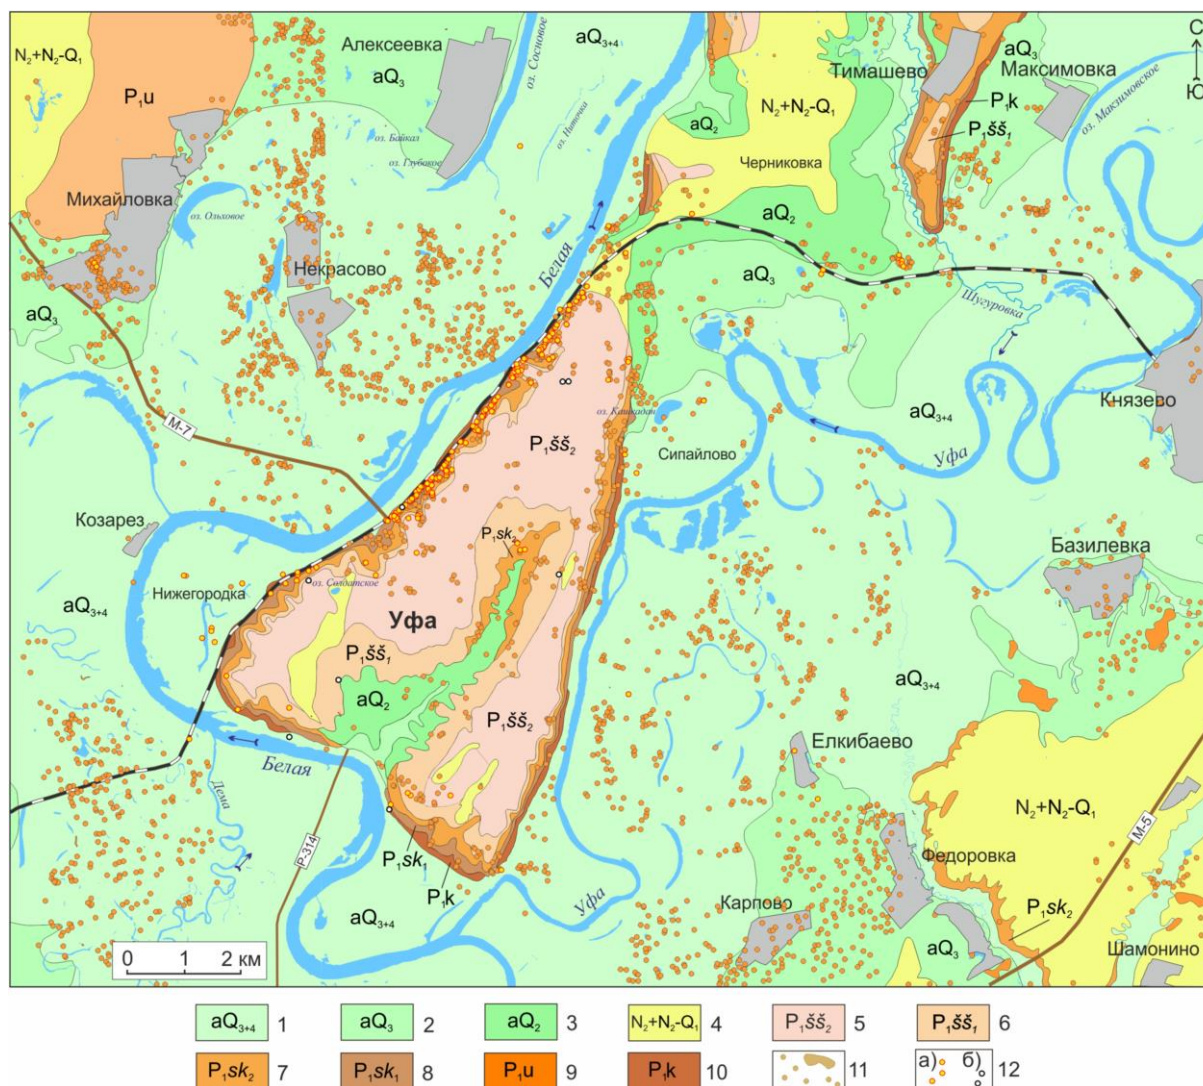 С
Ю
N₂+N₂-Q₁
P₁u
Алексеевка
aQ₃
оз. Сосновое
aQ₃₊₄
оз. Ниточка
оз. Байкал
оз. Глубокое
aQ₂
N₂+N₂-Q₁
Черниковка
Тимашево
aQ₃
Максимовка
P₁k
P₁šš₁
оз. Максимовское
Михайловка
оз. Ольховое
Некрасово
Белая
aQ₂
aQ₃
aQ₃
Шугуровка
Князево
aQ₃₊₄
Уфа
М-7
оз. Кашкадан
Сипайлово
P₁šš₂
Козарез
P₁sk₂
Базилевка
Нижегородка
оз. Солдатское
aQ₃₊₄
Уфа
P₁šš₁
aQ₂
P₁šš₂
aQ₃₊₄
Елкибаево
Белая
Дема
N₂+N₂-Q₁
М-5
Р-314
P₁sk₁
P₁k
Федоровка
Уфа
Карпово
P₁sk₂
aQ₃₊₄
aQ₃
Шамонино
0 1 2 км
aQ₃₊₄ 1 aQ₃ 2 aQ₂ 3 N₂+N₂-Q₁ 4 P₁šš₂ 5 P₁šš₁ 6
P₁sk₂ 7 P₁sk₁ 8 P₁u 9 P₁k 10 11 а) б) 12